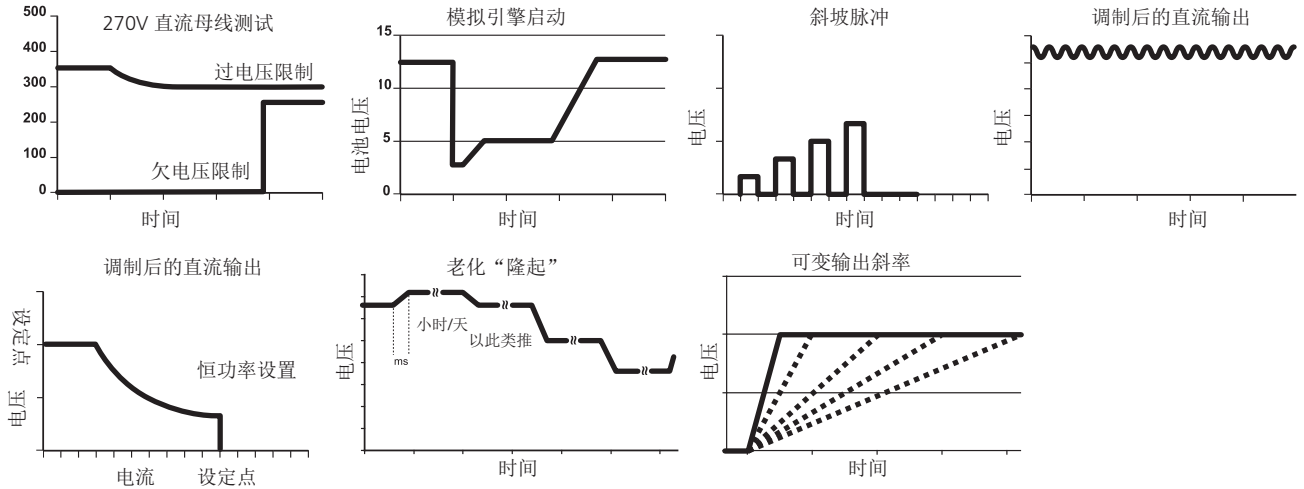 270V 直流母线测试
500
400
300
200
100
0
过电压限制
欠电压限制
时间
模拟引擎启动
15
10
5
0
电池电压
时间
斜坡脉冲
电压
时间
调制后的直流输出
电压
时间
调制后的直流输出
设定点
电压
恒功率设置
电流
设定点
老化“隆起”
小时/天
以此类推
ms
电压
时间
可变输出斜率
电压
时间